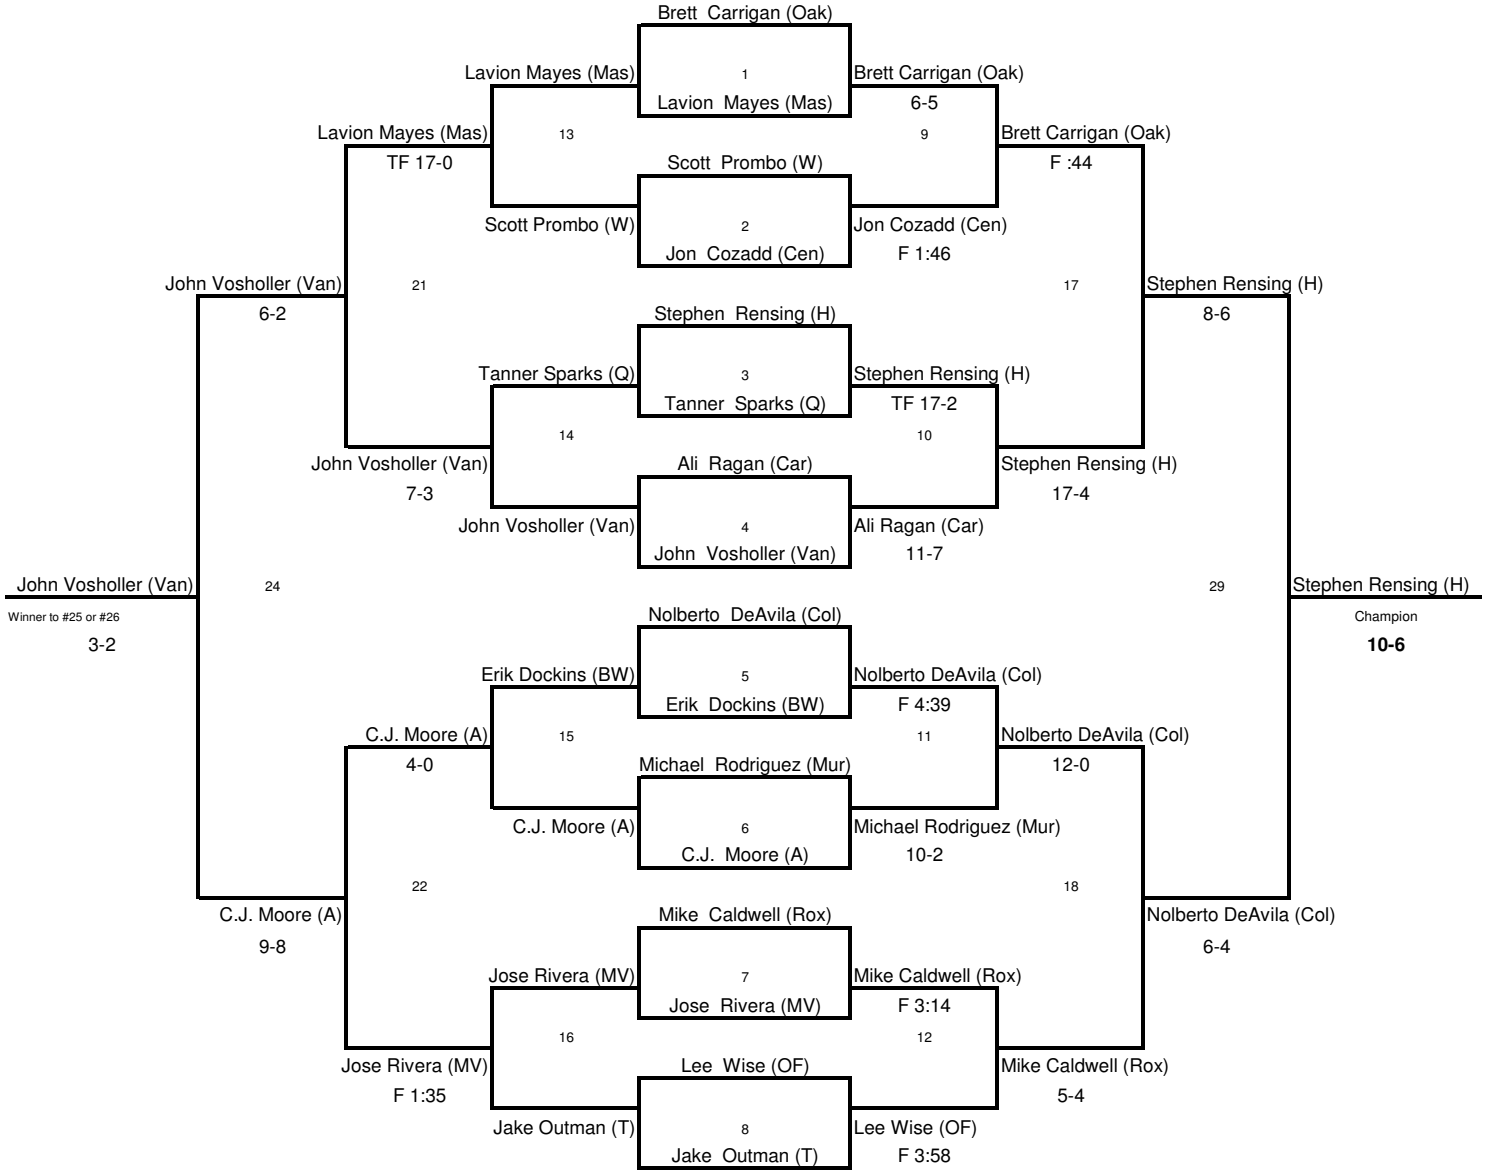 Brett Carrigan (Oak)
Lavion Mayes (Mas)
1
Brett Carrigan (Oak)
Lavion Mayes (Mas)
6-5
Lavion Mayes (Mas)
13
9
Brett Carrigan (Oak)
TF 17-0
Scott Prombo (W)
F :44
Scott Prombo (W)
2
Jon Cozadd (Cen)
Jon Cozadd (Cen)
F 1:46
John Vosholler (Van)
21
17
Stephen Rensing (H)
6-2
Stephen Rensing (H)
8-6
Tanner Sparks (Q)
3
Stephen Rensing (H)
Tanner Sparks (Q)
TF 17-2
14
10
John Vosholler (Van)
Ali Ragan (Car)
Stephen Rensing (H)
7-3
17-4
John Vosholler (Van)
4
Ali Ragan (Car)
John Vosholler (Van)
11-7
John Vosholler (Van)
24
29
Stephen Rensing (H)
Winner to #25 or #26
Nolberto DeAvila (Col)
Champion
3-2
10-6
Erik Dockins (BW)
5
Nolberto DeAvila (Col)
Erik Dockins (BW)
F 4:39
C.J. Moore (A)
15
11
Nolberto DeAvila (Col)
4-0
Michael Rodriguez (Mur)
12-0
C.J. Moore (A)
6
Michael Rodriguez (Mur)
C.J. Moore (A)
10-2
22
18
C.J. Moore (A)
Mike Caldwell (Rox)
Nolberto DeAvila (Col)
9-8
6-4
Jose Rivera (MV)
7
Mike Caldwell (Rox)
Jose Rivera (MV)
F 3:14
16
12
Jose Rivera (MV)
Lee Wise (OF)
Mike Caldwell (Rox)
F 1:35
5-4
Jake Outman (T)
8
Lee Wise (OF)
Jake Outman (T)
F 3:58